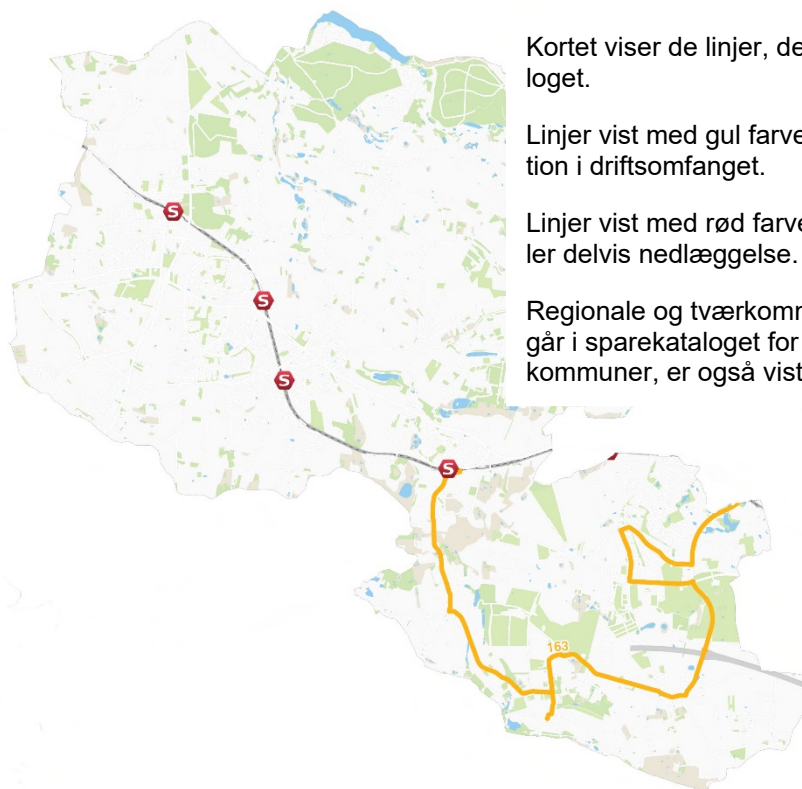 Kortet viser de linjer, de
loget.
Linjer vist med gul farve
tion i driftsomfanget.
Linjer vist med rød farve
ler delvis nedlæggelse.
Regionale og tværkomm
går i sparekataloget for
kommuner, er også vist
S
S
S
S
163